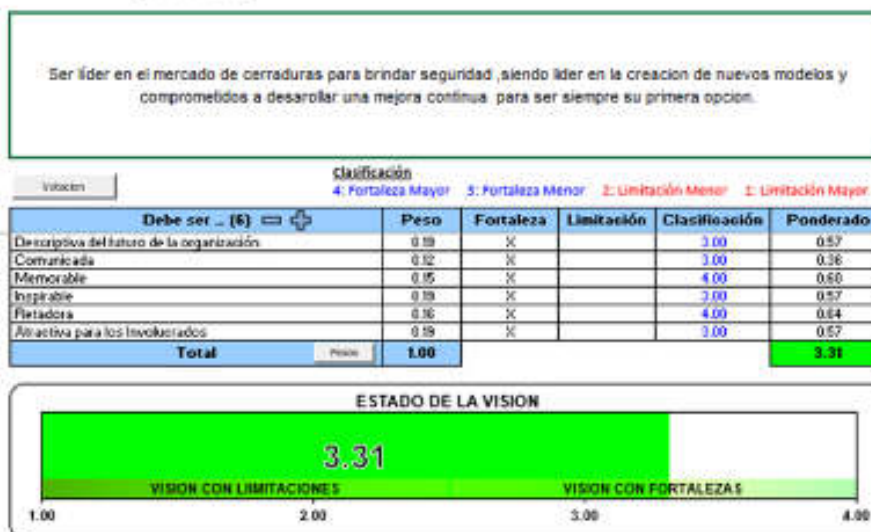 Ser líder en el mercado de cerraduras para brindar seguridad ,siendo lider en la creacion de nuevos modelos y
comprometidos a desarollar una mejora continua para ser siempre su primera opcion.
Votacion
Clasificación
4: Fortaleza Mayor 3: Fortaleza Menor 2: Limitación Menor 1: Limitación Mayor
Debe ser .. (6) Peso Fortaleza Limitación Clasificación Ponderado
Descriptiva del futuro de la organización 0.19 X 3.00 0.57
Comunicada 0.12 X 3.00 0.36
Memorable 0.15 X 4.00 0.60
Inspirable 0.19 X 3.00 0.57
Retadora 0.16 X 4.00 0.64
Atractiva para los Involucrados 0.19 X 3.00 0.57
Total Pesos 1.00 3.31
ESTADO DE LA VISION
3.31
VISION CON LIMITACIONES VISION CON FORTALEZAS
1.00 2.00 3.00 4.00